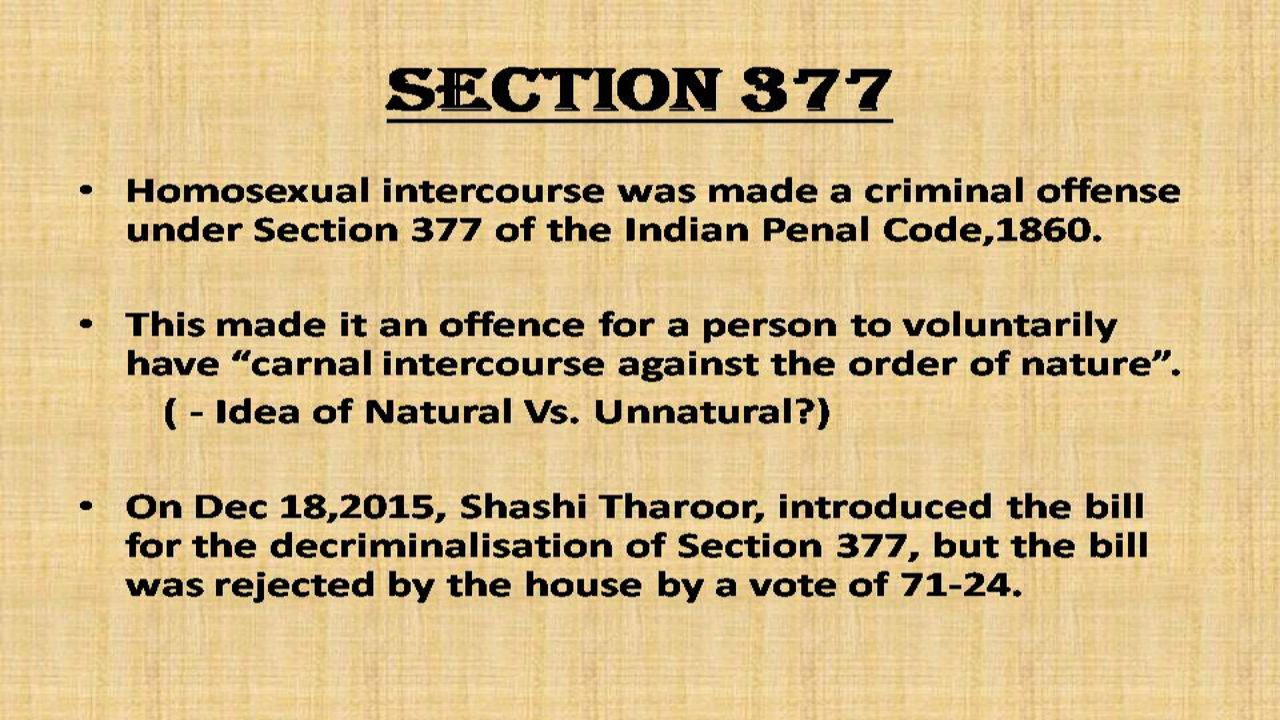 SECTION 377
• Homosexual intercourse was made a criminal offense
under Section 377 of the Indian Penal Code,1860.
• This made it an offence for a person to voluntarily
have “carnal intercourse against the order of nature”.
( - Idea of Natural Vs. Unnatural?)
• On Dec 18,2015, Shashi Tharoor, introduced the bill
for the decriminalisation of Section 377, but the bill
was rejected by the house by a vote of 71-24.